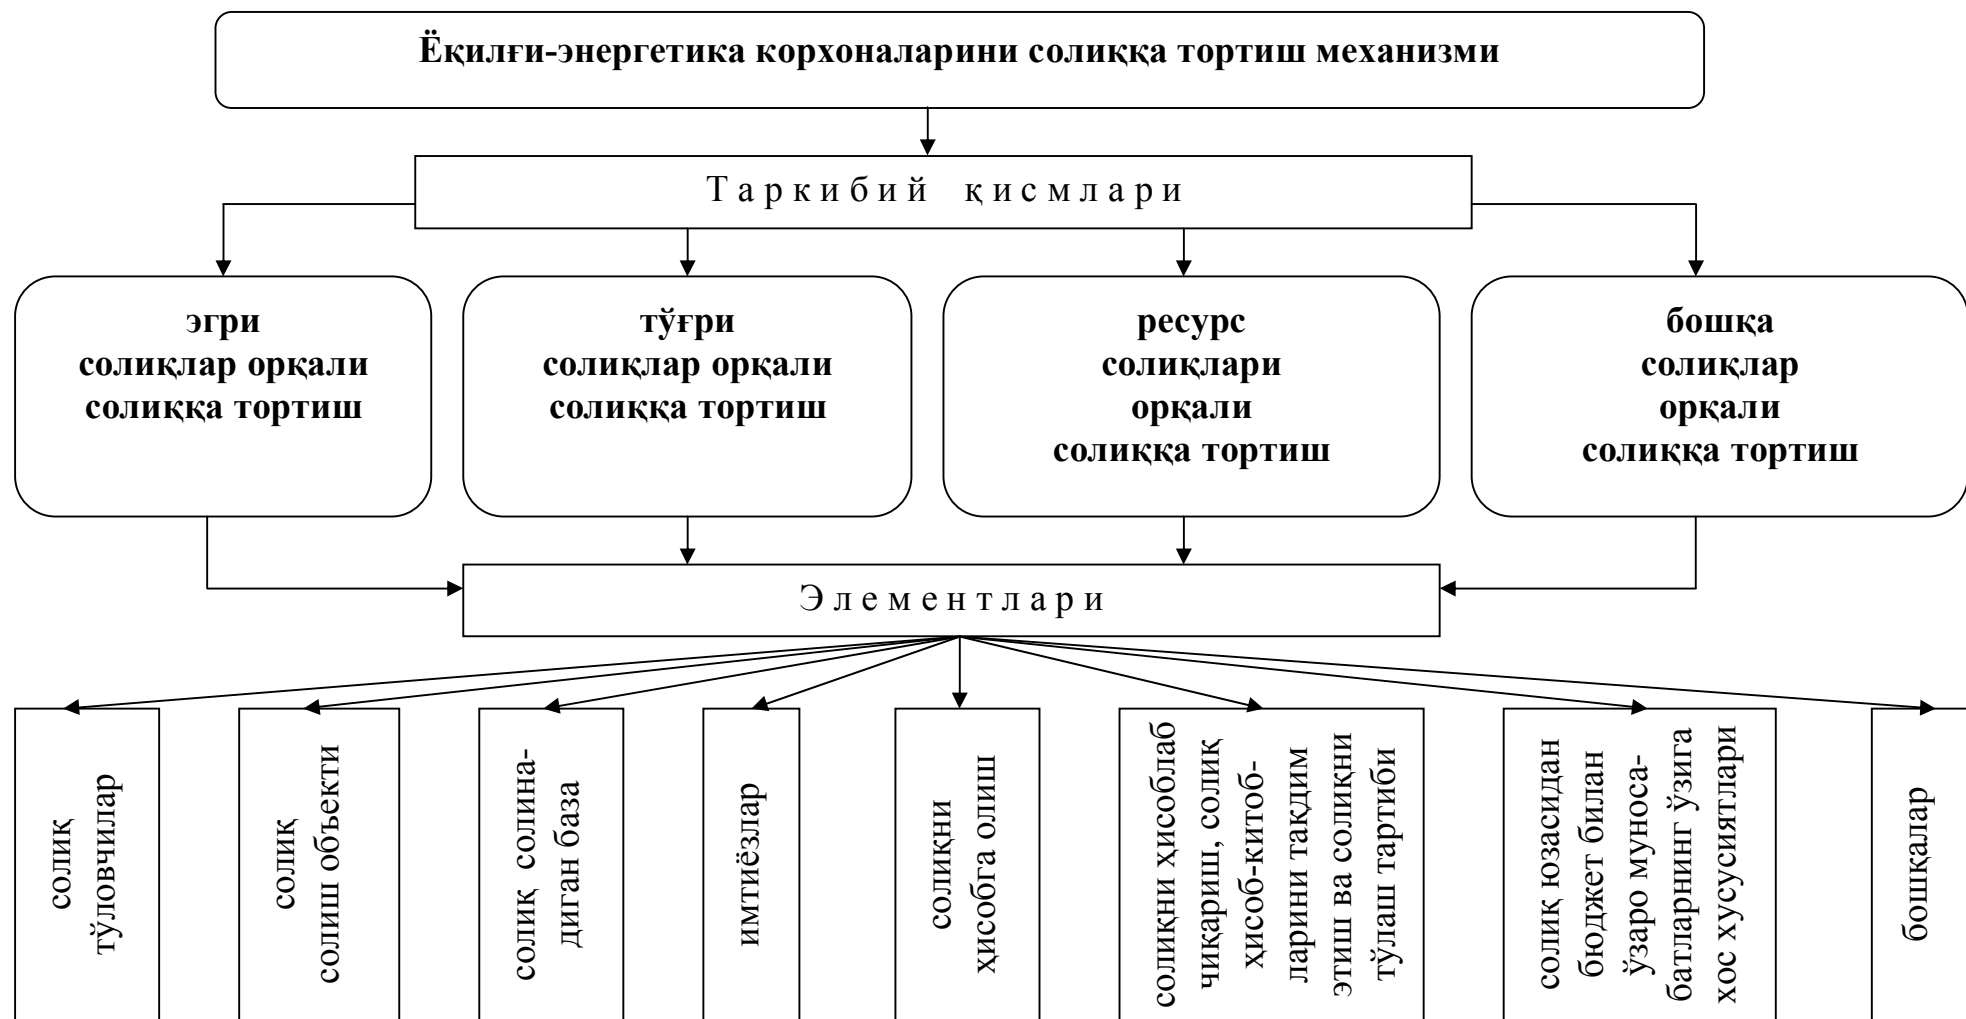 Ёқилғи-энергетика корхоналарини солиққа тортиш механизми
Таркибий қисмлари
эгри
солиқлар орқали
солиққа тортиш
тўғри
солиқлар орқали
солиққа тортиш
ресурс
солиқлари
орқали
солиққа тортиш
бошқа
солиқлар
орқали
солиққа тортиш
Элементлари
солиқ
тўловчилар
солиқ
солиш объекти
солиқ солина-
диган база
имтиёзлар
солиқни
ҳисобга олиш
солиқни ҳисоблаб
чиқариш, солиқ
ҳисоб-китоб-
ларини тақдим
этиш ва солиқни
тўлаш тартиби
солиқ юзасидан
бюджет билан
ўзаро муноса-
батларнинг ўзига
хос хусусиятлари
бошқалар